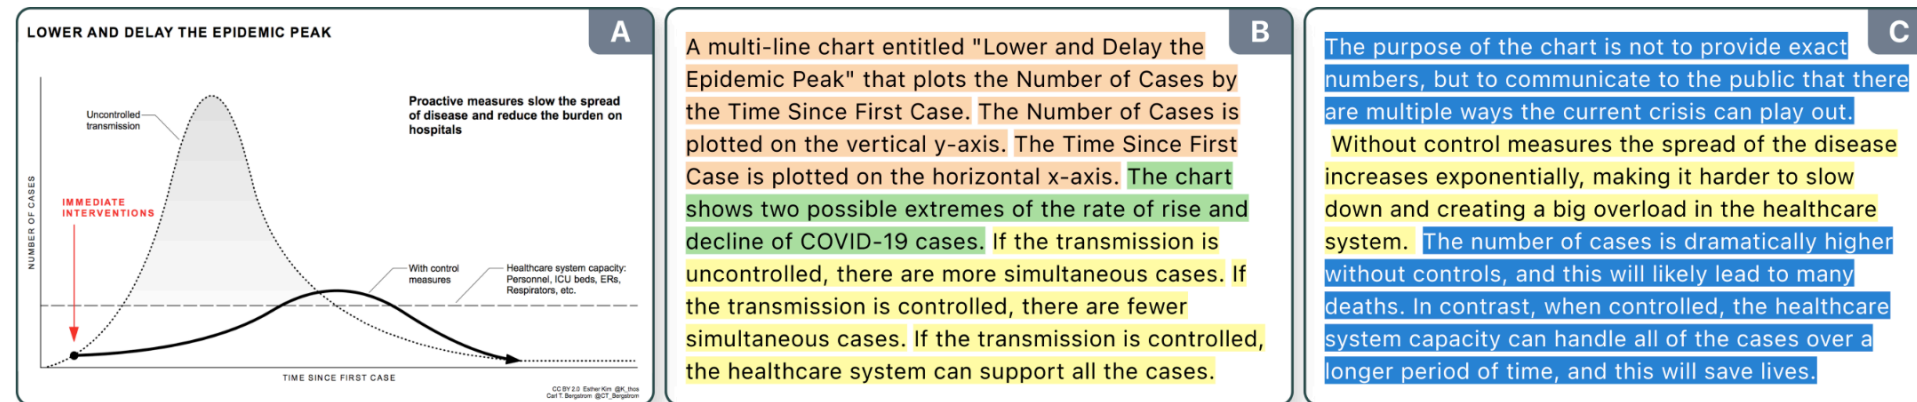 LOWER AND DELAY THE EPIDEMIC PEAK
A
Uncontrolled
transmission
Proactive measures slow the spread
of disease and reduce the burden on
hospitals
NUMBER OF CASES
IMMEDIATE
INTERVENTIONS
With control
measures
Healthcare system capacity:
Personnel, ICU beds, ERs,
Respirators, etc.
TIME SINCE FIRST CASE
CC BY 2.0 Esther Kim @K_thos
Carl T. Bergstrom @CT_Bergstrom
B
A multi-line chart entitled "Lower and Delay the
Epidemic Peak" that plots the Number of Cases by
the Time Since First Case. The Number of Cases is
plotted on the vertical y-axis. The Time Since First
Case is plotted on the horizontal x-axis. The chart
shows two possible extremes of the rate of rise and
decline of COVID-19 cases. If the transmission is
uncontrolled, there are more simultaneous cases. If
the transmission is controlled, there are fewer
simultaneous cases. If the transmission is controlled,
the healthcare system can support all the cases.
C
The purpose of the chart is not to provide exact
numbers, but to communicate to the public that there
are multiple ways the current crisis can play out.
Without control measures the spread of the disease
increases exponentially, making it harder to slow
down and creating a big overload in the healthcare
system. The number of cases is dramatically higher
without controls, and this will likely lead to many
deaths. In contrast, when controlled, the healthcare
system capacity can handle all of the cases over a
longer period of time, and this will save lives.